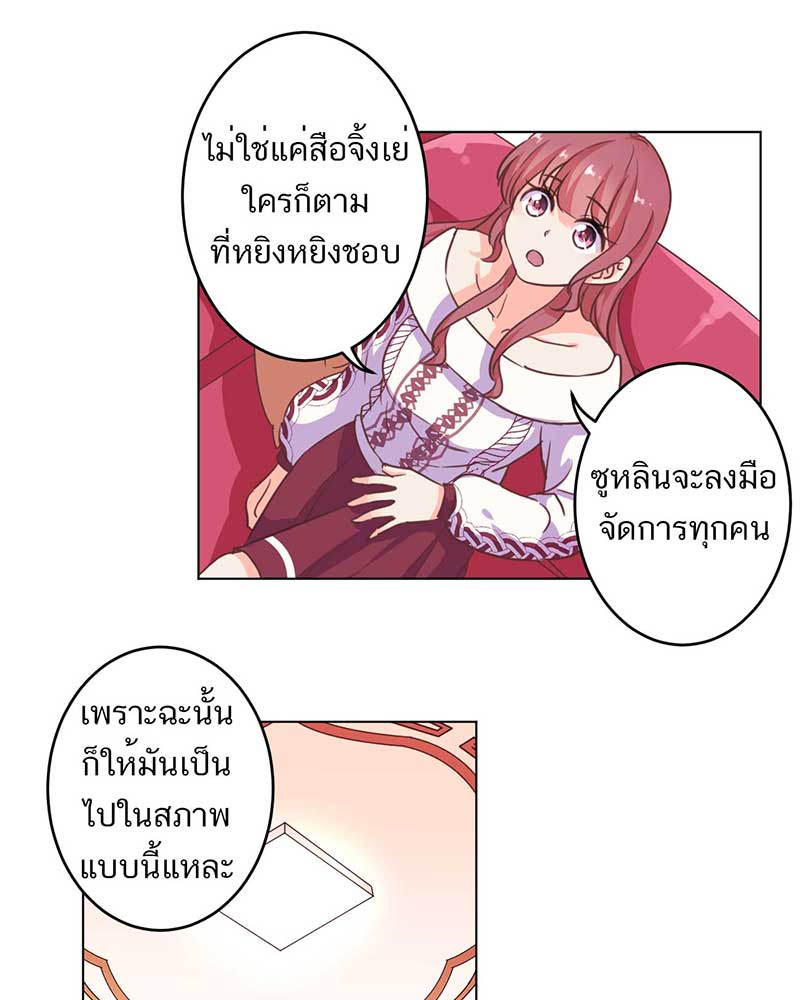 ไม่ใช่แค่สือจิ้งเย่
ใครก็ตาม
ที่หยิงหยิงชอบ
ซูหลินจะลงมือ
จัดการทุกคน
เพราะฉะนั้น
ก็ให้มันเป็น
ไปในสภาพ
แบบนี้แหละ